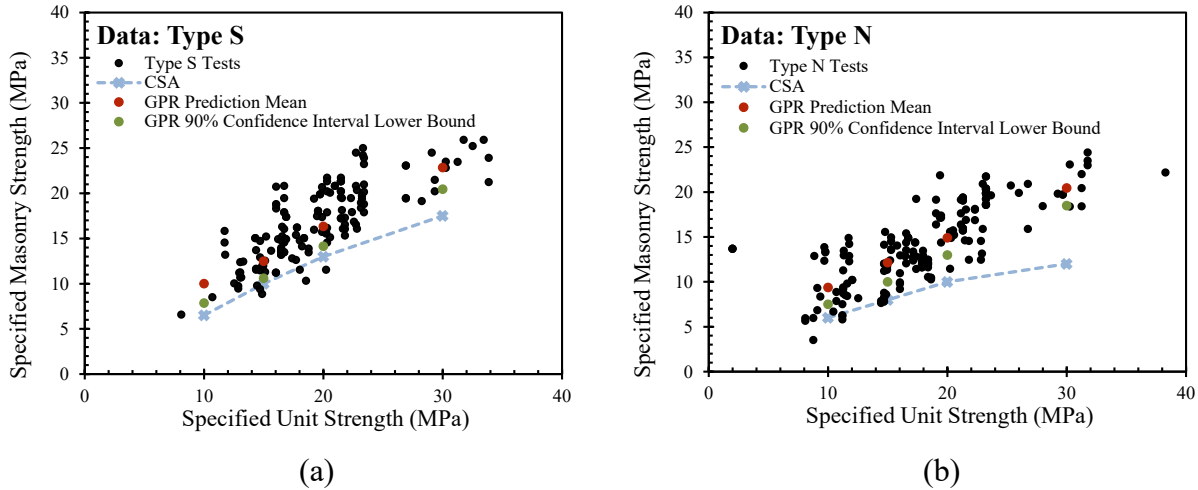 Data: Type S
Type S Tests
CSA
GPR Prediction Mean
GPR 90% Confidence Interval Lower Bound
Specified Masonry Strength (MPa)
40
35
30
25
20
15
10
5
0
0 10 20 30 40
Specified Unit Strength (MPa)
(a)
Data: Type N
Type N Tests
CSA
GPR Prediction Mean
GPR 90% Confidence Interval Lower Bound
Specified Masonry Strength (MPa)
40
35
30
25
20
15
10
5
0
0 10 20 30 40
Specified Unit Strength (MPa)
(b)